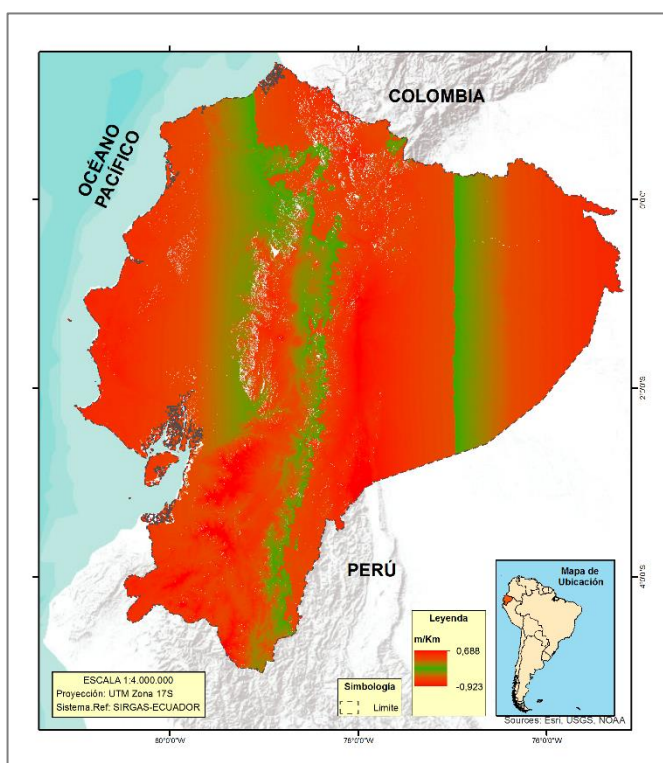 COLOMBIA
OCÉANO
PACÍFICO
0°0'0"
2°0'0"S
PERÚ
4°0'0"S
Mapa de
Ubicación
Leyenda
m/Km
0,688
-0,923
Simbología
Limite
ESCALA 1:4.000.000
Proyección: UTM Zona 17S
Sistema.Ref: SIRGAS-ECUADOR
Sources: Esri, USGS, NOAA
80°0'0"W
78°0'0"W
76°0'0"W